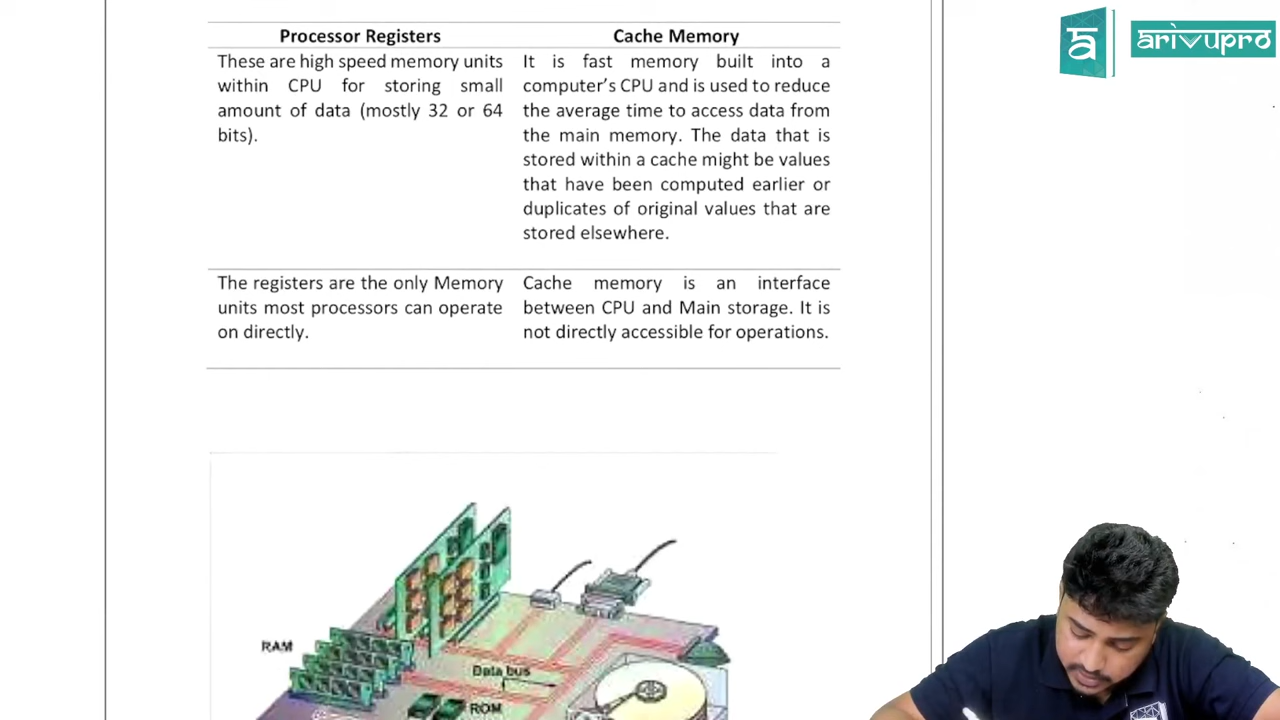 Processor Registers
Cache Memory
These are high speed memory units
within CPU for storing small
amount of data (mostly 32 or 64
bits).
It is fast memory built into a
computer's CPU and is used to reduce
the average time to access data from
the main memory. The data that is
stored within a cache might be values
that have been computed earlier or
duplicates of original values that are
stored elsewhere.
The registers are the only Memory
units most processors can operate
on directly.
Cache memory is an interface
between CPU and Main storage. It is
not directly accessible for operations.
RAM
Data bus
ROM
arivupro